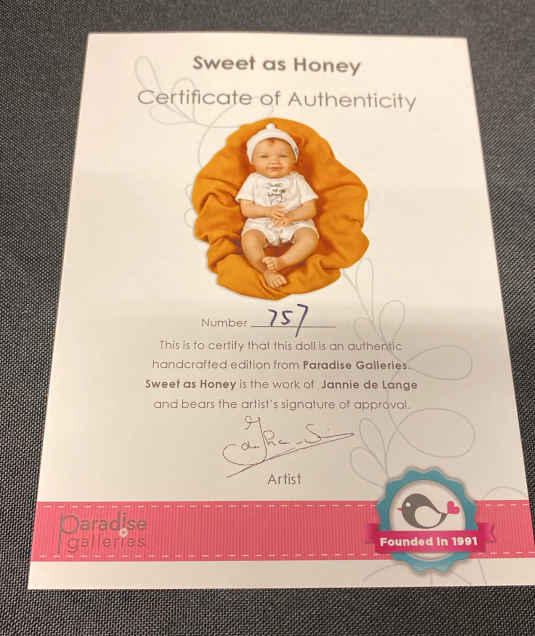 Sweet as Honey
Certificate of Authenticity
Number 757
This is to certify that this doll is an authentic
handcrafted edition from Paradise Galleries.
Sweet as Honey is the work of Jannie de Lange
and bears the artist's signature of approval.
Artist
Paradise
galleries
Founded in 1991